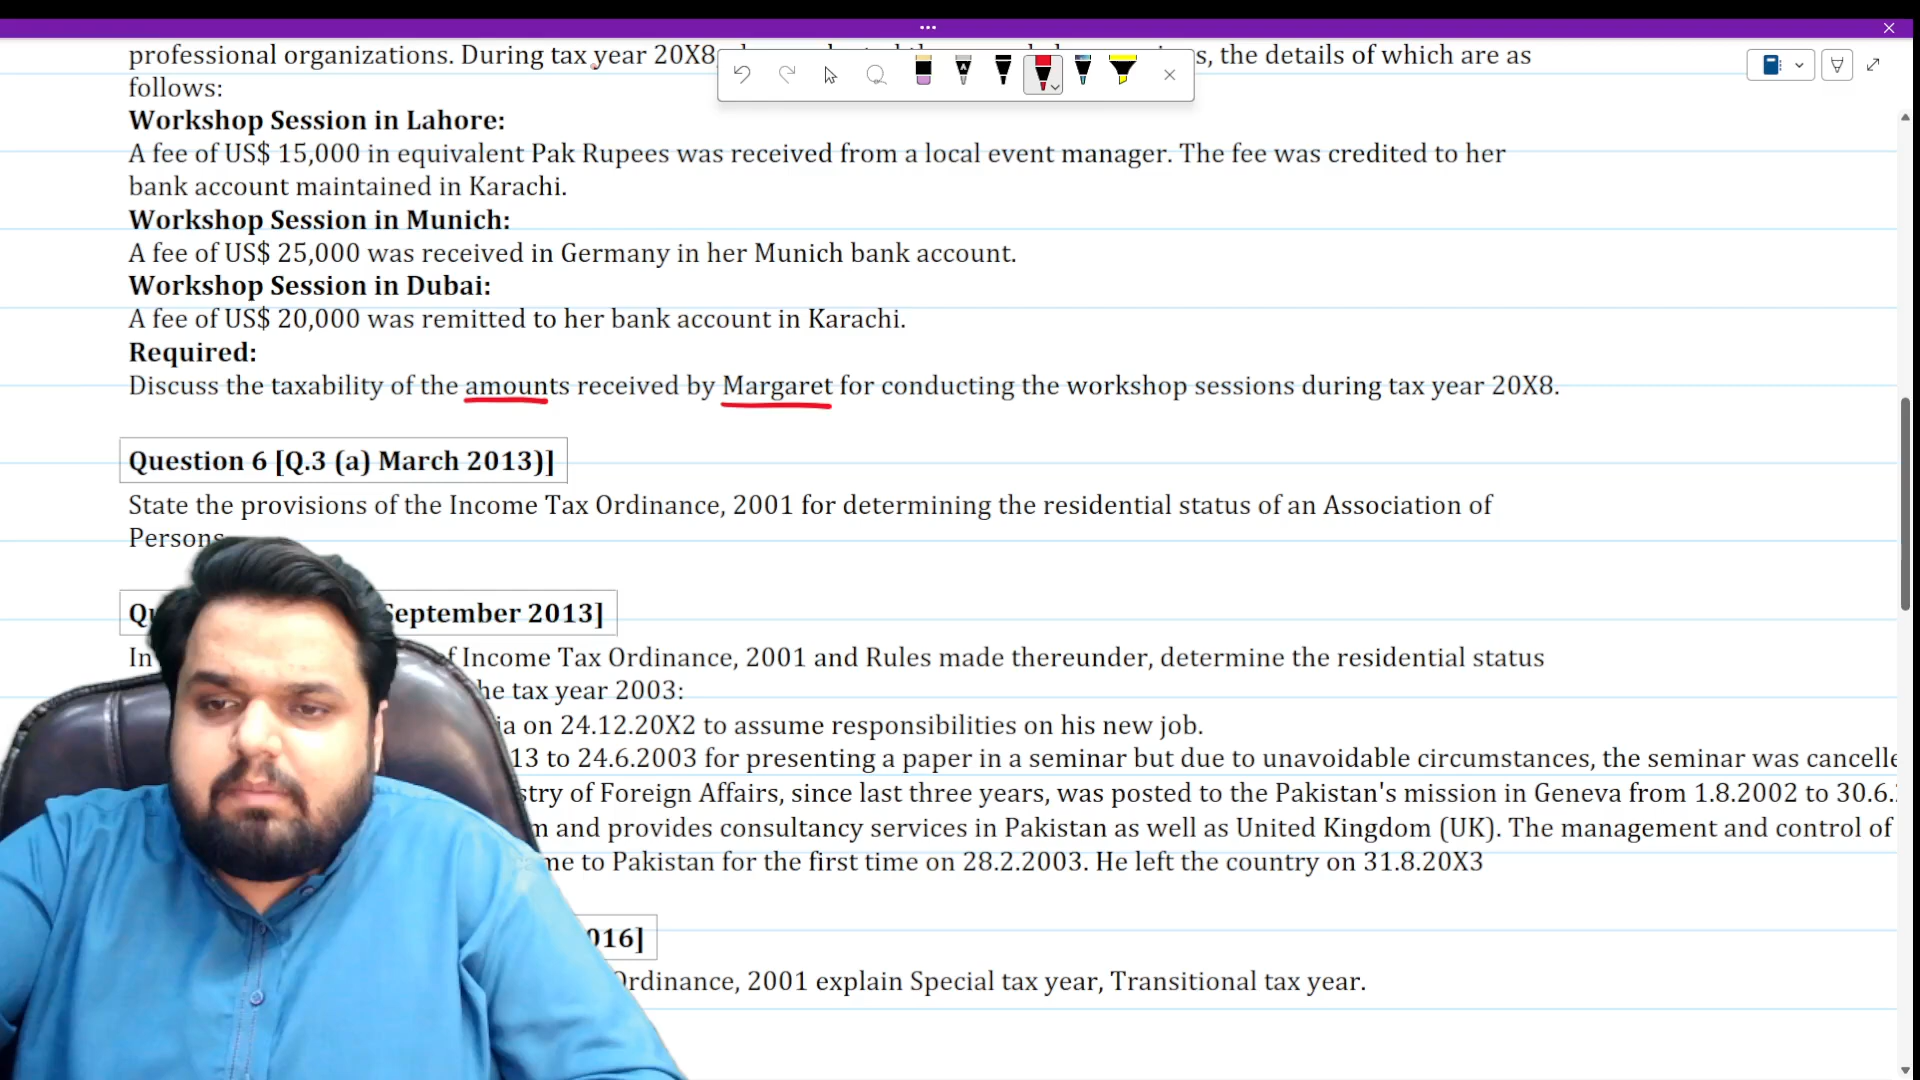 professional organizations. During tax year 20X8, s, the details of which are as
follows:
Workshop Session in Lahore:
A fee of US$ 15,000 in equivalent Pak Rupees was received from a local event manager. The fee was credited to her
bank account maintained in Karachi.
Workshop Session in Munich:
A fee of US$ 25,000 was received in Germany in her Munich bank account.
Workshop Session in Dubai:
A fee of US$ 20,000 was remitted to her bank account in Karachi.
Required:
Discuss the taxability of the amounts received by Margaret for conducting the workshop sessions during tax year 20X8.
Question 6 [Q.3 (a) March 2013)]
State the provisions of the Income Tax Ordinance, 2001 for determining the residential status of an Association of
Persons
September 2013]
In f Income Tax Ordinance, 2001 and Rules made thereunder, determine the residential status
he tax year 2003:
ia on 24.12.20X2 to assume responsibilities on his new job.
13 to 24.6.2003 for presenting a paper in a seminar but due to unavoidable circumstances, the seminar was cancelle
stry of Foreign Affairs, since last three years, was posted to the Pakistan's mission in Geneva from 1.8.2002 to 30.6.
m and provides consultancy services in Pakistan as well as United Kingdom (UK). The management and control of
ame to Pakistan for the first time on 28.2.2003. He left the country on 31.8.20X3
016]
Ordinance, 2001 explain Special tax year, Transitional tax year.